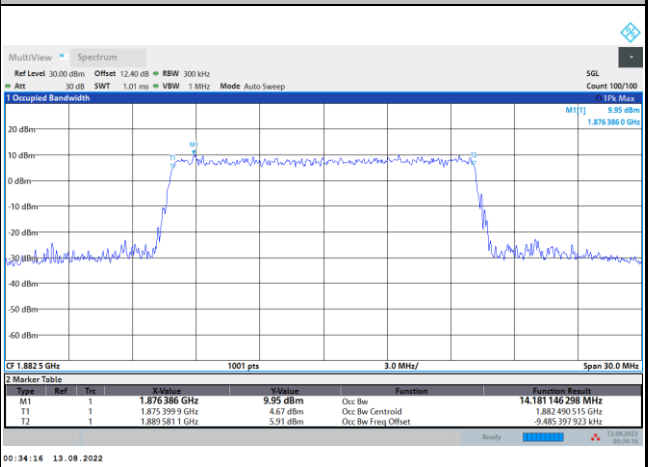 MultiView Spectrum
Ref Level 30.00 dBm Offset 12.40 dB RBW 300 kHz SGL
Att 30 dB SWT 1.01 ms VBW 1 MHz Mode Auto Sweep Count 100/100
1 Occupied Bandwidth 1Pk Max
M1[1] 9.95 dBm
1.876 386 0 GHz
20 dBm
M1
10 dBm
T1
T2
0 dBm
-10 dBm
-20 dBm
-30 dBm
-40 dBm
-50 dBm
-60 dBm
CF 1.882 5 GHz 1001 pts 3.0 MHz/ Span 30.0 MHz
2 Marker Table
Type Ref Trc X-Value Y-Value Function Function Result
M1 1 1.876 386 GHz 9.95 dBm Occ Bw 14.181 146 298 MHz
T1 1 1.875 399 9 GHz 4.67 dBm Occ Bw Centroid 1.882 490 515 GHz
T2 1 1.889 581 1 GHz 5.91 dBm Occ Bw Freq Offset -9.485 397 923 kHz
Ready 13.08.2022
00:34:16
00:34:16 13.08.2022